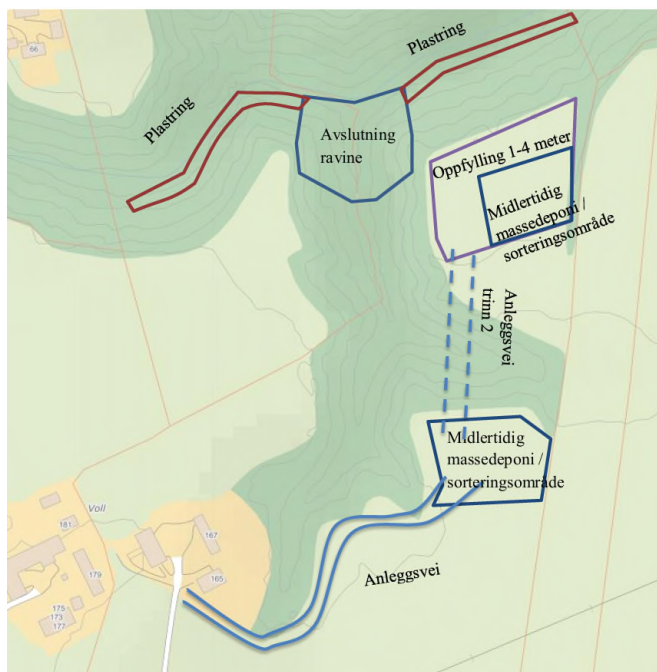 Plastring
66
Plastring
Avslutning
ravine
Oppfylling 1-4 meter
Midlertidig
massedeponi /
sorteringsområde
Anleggsvei
trinn 2
Midlertidig
massedeponi /
sorteringsområde
Voll
181
167
179
165
175
173
177
Anleggsvei